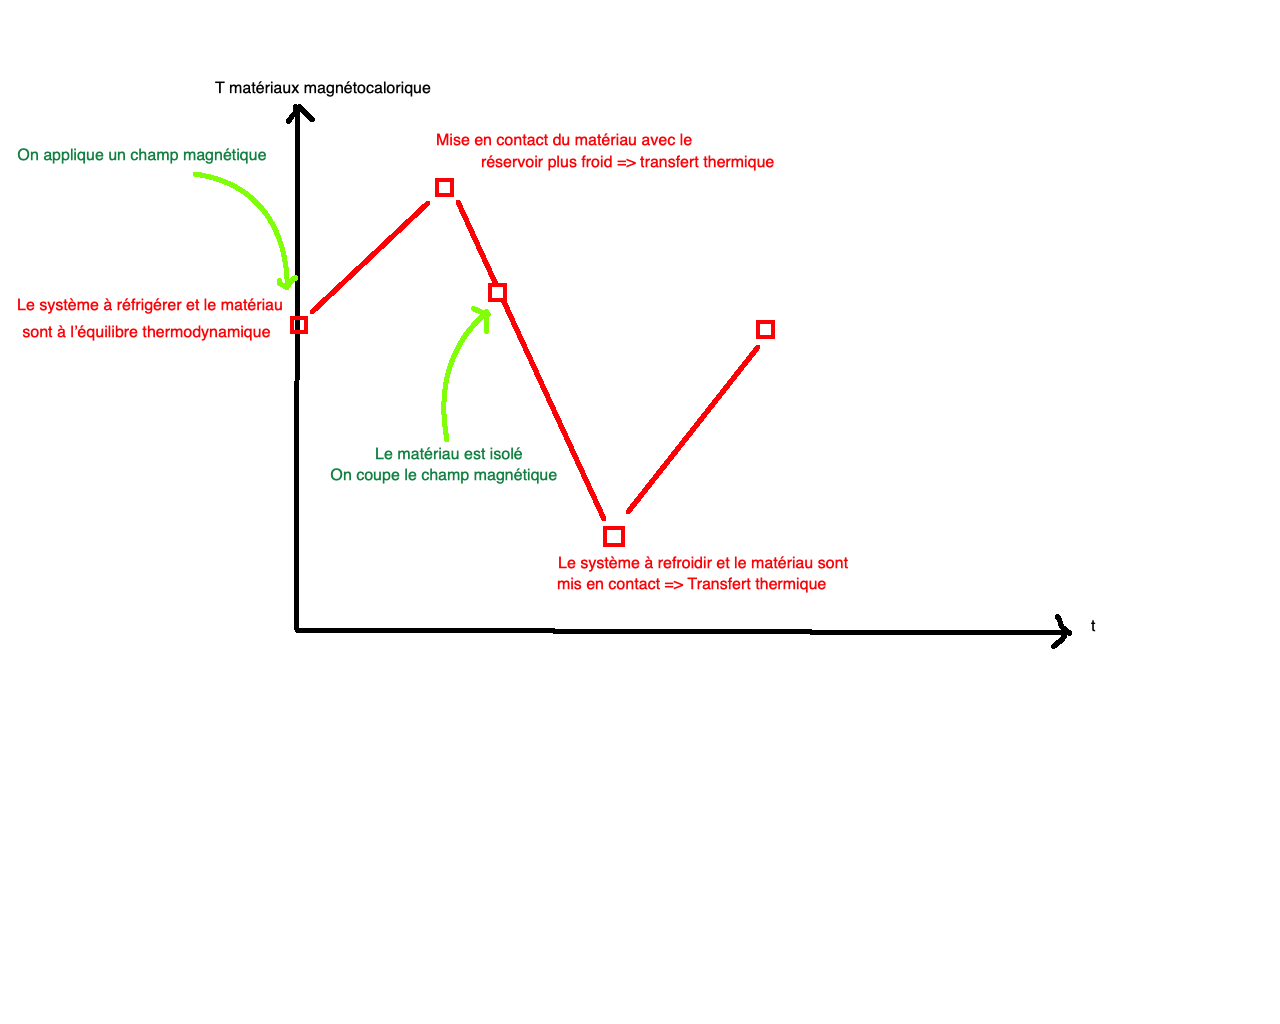 T matériaux magnétocalorique
Mise en contact du matériau avec le
réservoir plus froid => transfert thermique
On applique un champ magnétique
Le système à réfrigérer et le matériau
sont à l'équilibre thermodynamique
Le matériau est isolé
On coupe le champ magnétique
Le système à refroidir et le matériau sont
mis en contact => Transfert thermique
t